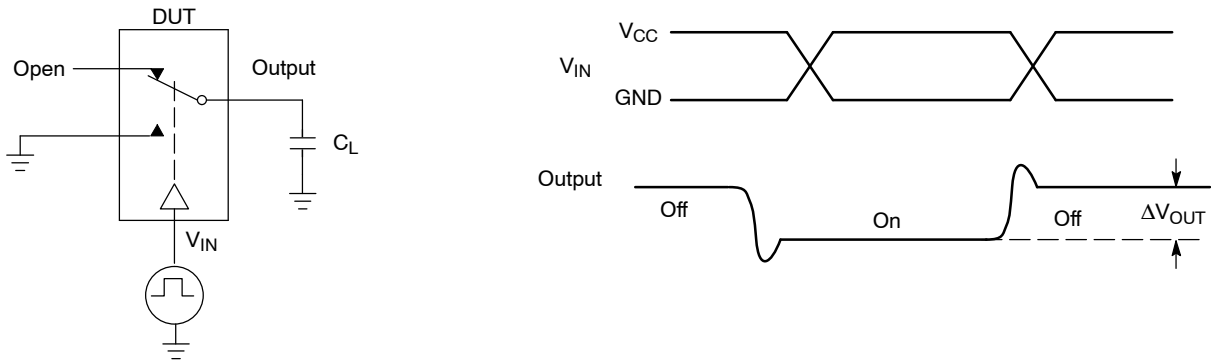 DUT
Open
Output
C_L
V_IN
V_CC
V_IN
GND
Output
Off
On
Off
ΔV_OUT